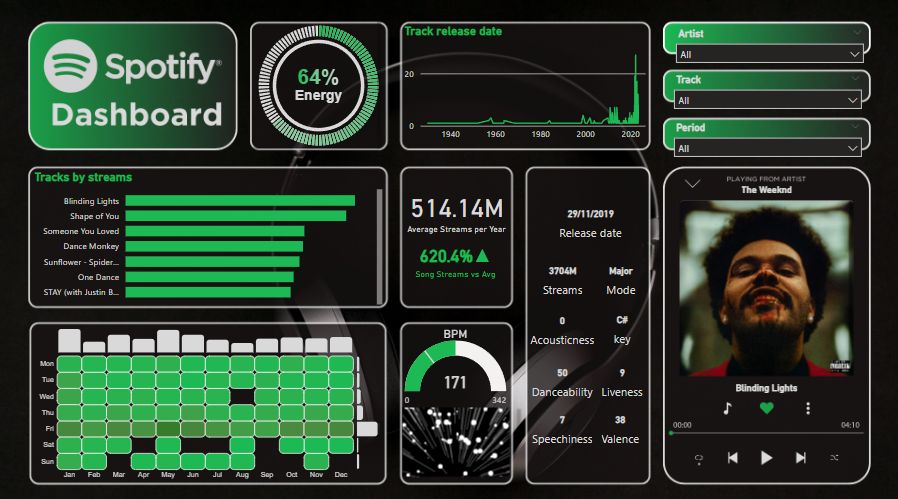 Spotify®
Dashboard
64%
Energy
Track release date
20
0
1940
1960
1980
2000
2020
Artist
All
Track
All
Period
All
Tracks by streams
Blinding Lights
Shape of You
Someone You Loved
Dance Monkey
Sunflower - Spider...
One Dance
STAY (with Justin B...
514.14M
Average Streams per Year
620.4%
Song Streams vs Avg
29/11/2019
Release date
3704M
Streams
Major
Mode
0
Acousticness
C#
key
50
Danceability
9
Liveness
7
Speechiness
38
Valence
PLAYING FROM ARTIST
The Weeknd
Blinding Lights
00:00
04:10
Mon
Tue
Wed
Thu
Fri
Sat
Sun
Jan
Feb
Mar
Apr
May
Jun
Jul
Aug
Sep
Oct
Nov
Dec
BPM
171
0
342